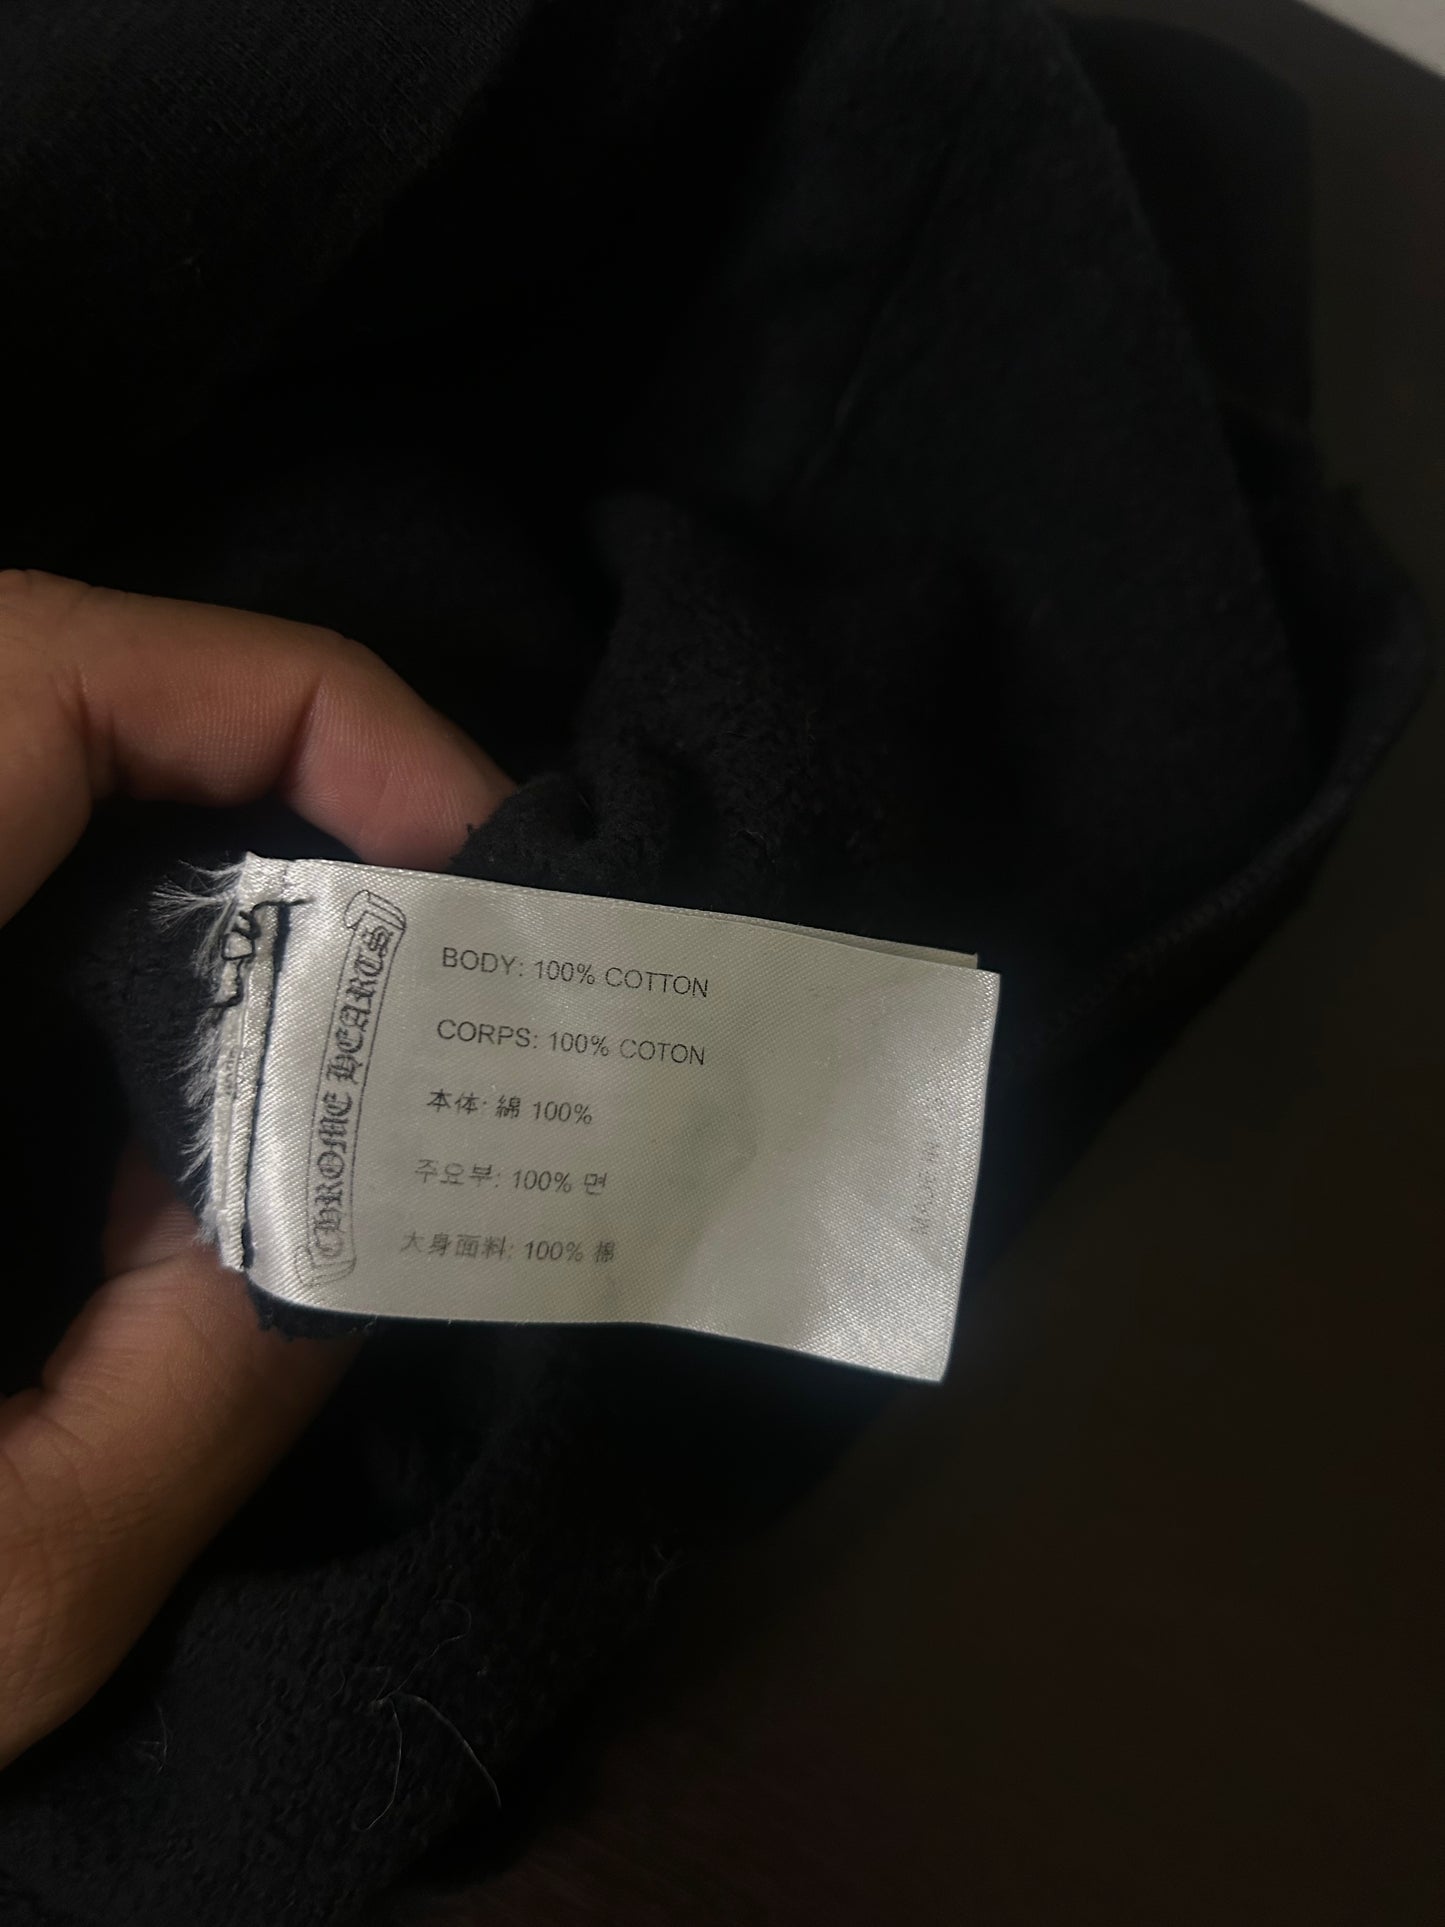 CHROME HEARTS
BODY: 100% COTTON
CORPS: 100% COTON
本体: 綿 100%
주요부: 100% 면
大身面料: 100% 棉